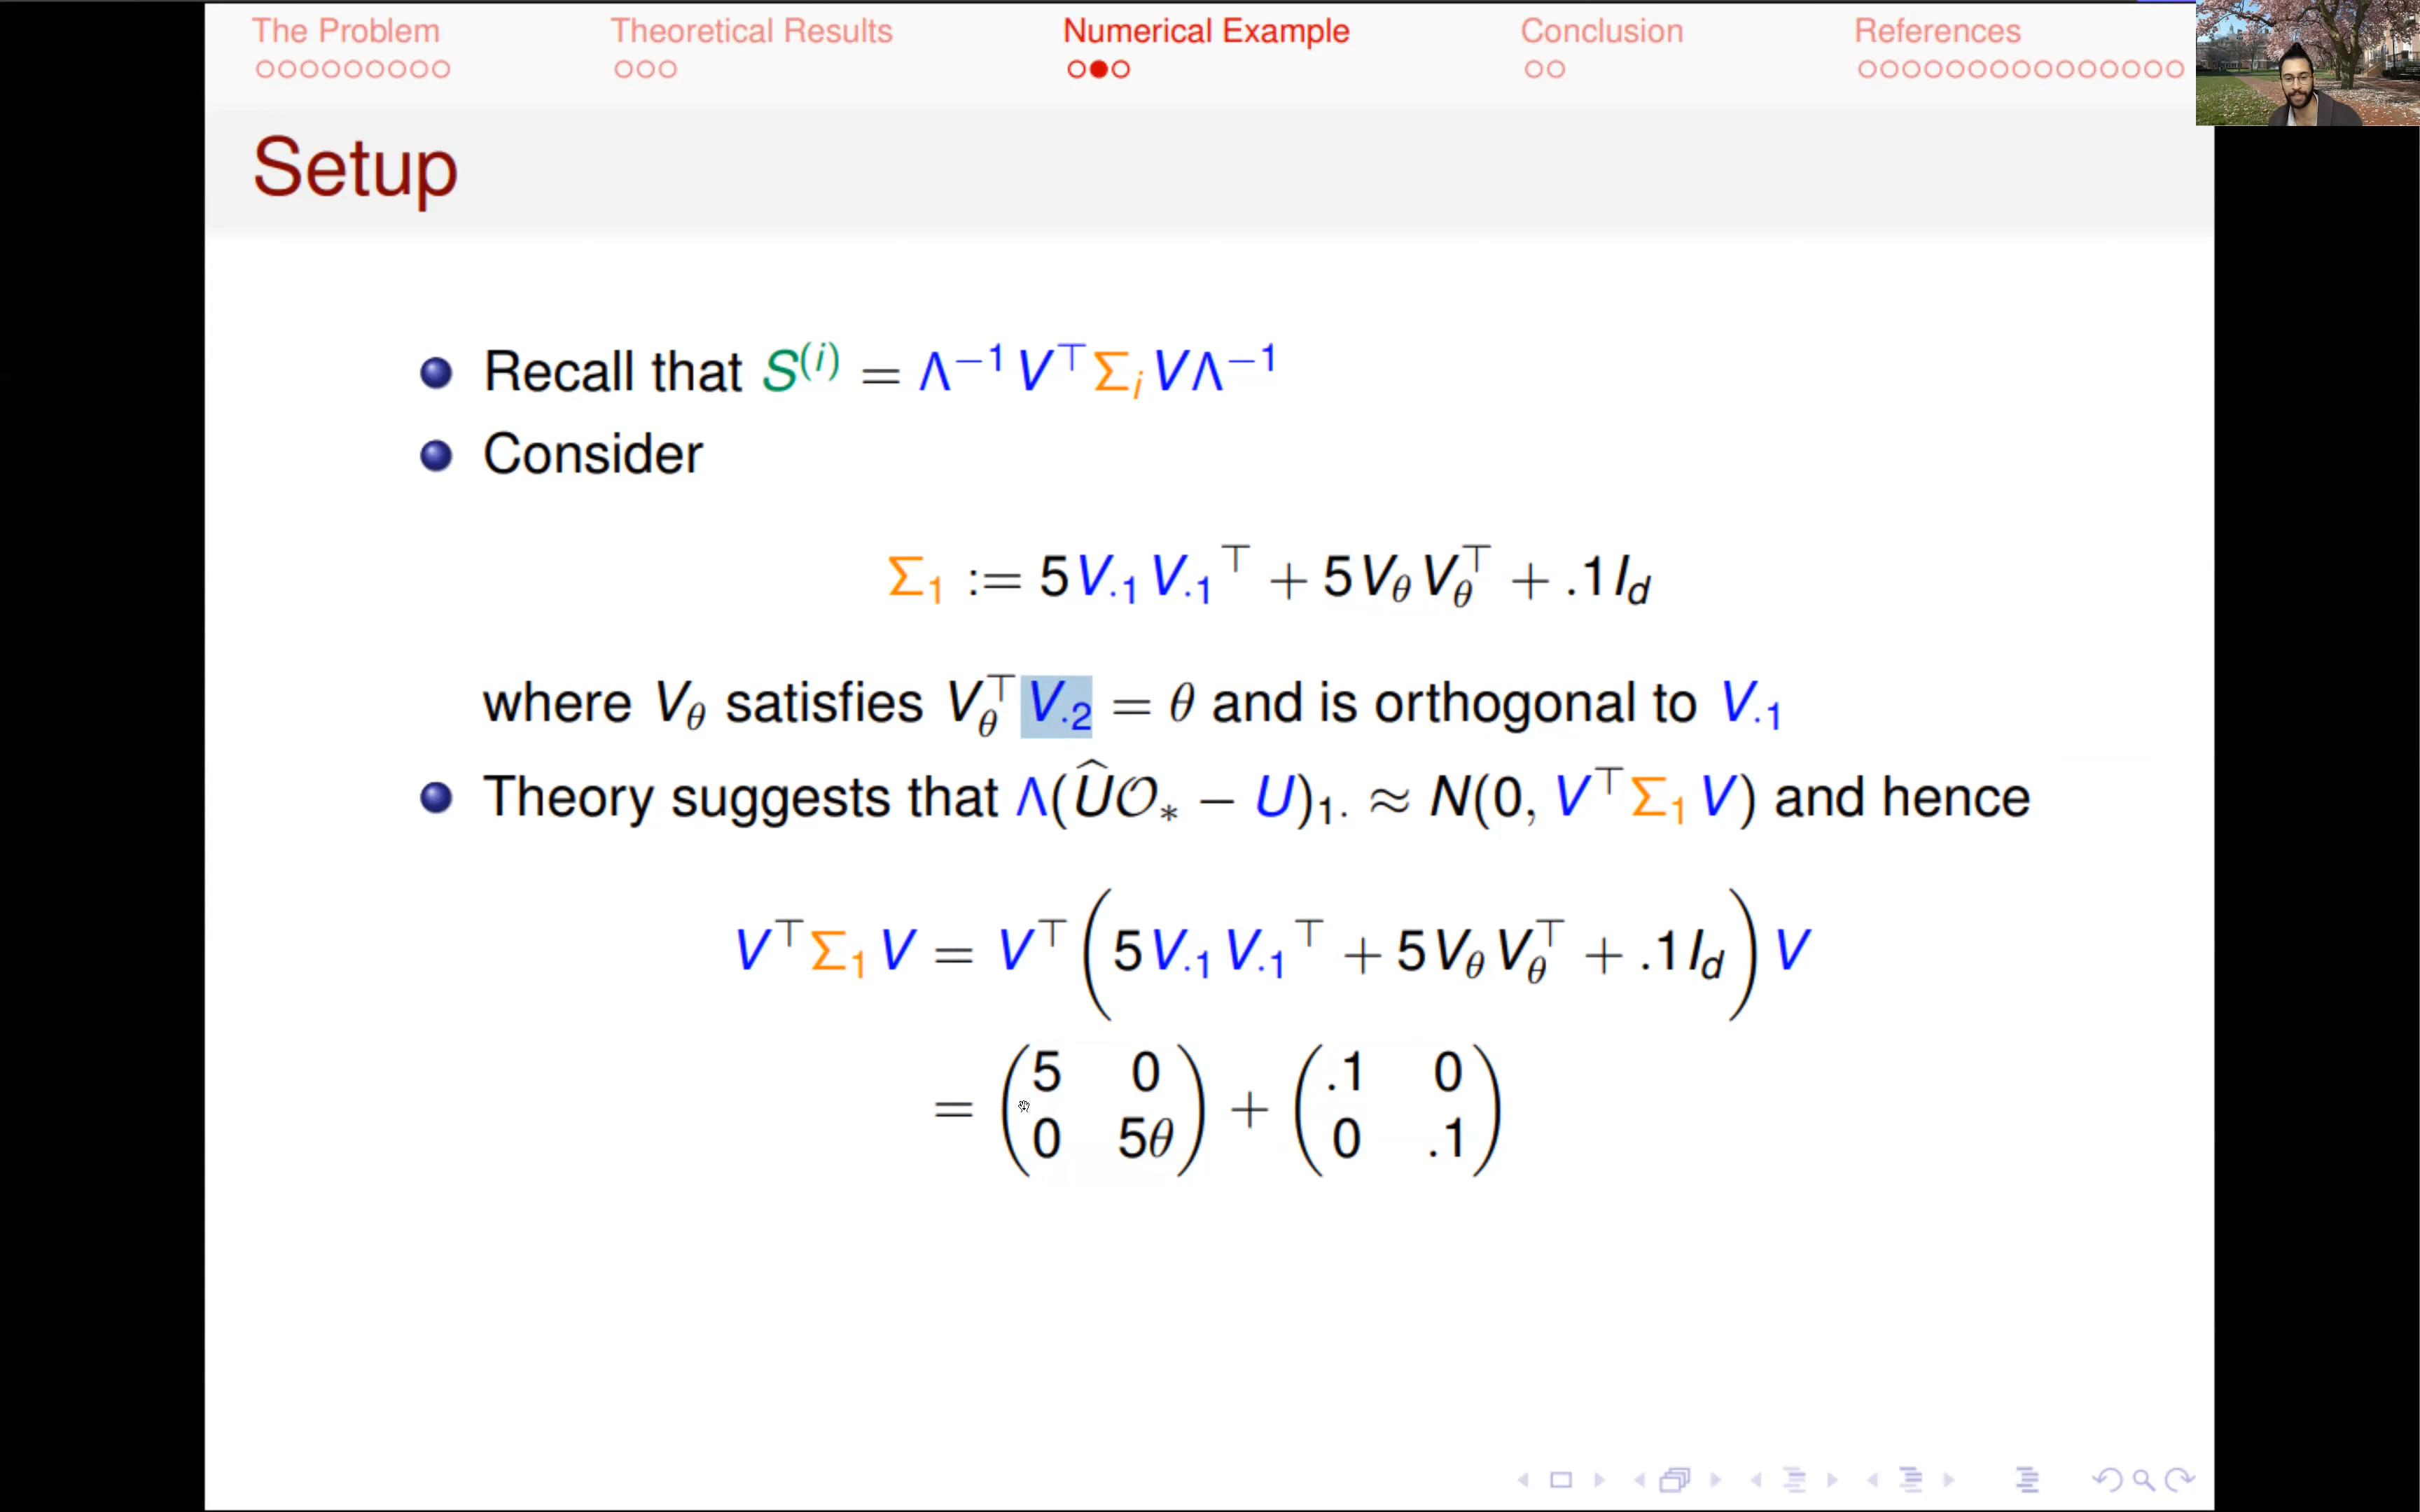 The Problem Theoretical Results Numerical Example Conclusion References
Setup
Recall that S^(i) = Λ^−1 V^⊤ Σ_i V Λ^−1
Consider
Σ_1 := 5 V_·1 V_·1^⊤ + 5 V_θ V_θ^⊤ + .1 I_d
where V_θ satisfies V_θ^⊤ V_·2 = θ and is orthogonal to V_·1
Theory suggests that Λ(Û𝒪_* − U)_1· ≈ N(0, V^⊤ Σ_1 V) and hence
V^⊤ Σ_1 V = V^⊤ (5 V_·1 V_·1^⊤ + 5 V_θ V_θ^⊤ + .1 I_d) V
= (5 0
0 5θ) + (.1 0
0 .1)